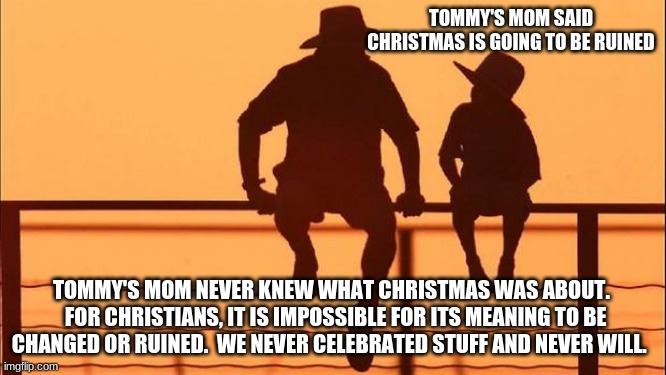 TOMMY'S MOM SAID
CHRISTMAS IS GOING TO BE RUINED
TOMMY'S MOM NEVER KNEW WHAT CHRISTMAS WAS ABOUT.
FOR CHRISTIANS, IT IS IMPOSSIBLE FOR ITS MEANING TO BE
CHANGED OR RUINED. WE NEVER CELEBRATED STUFF AND NEVER WILL.
imgflip.com